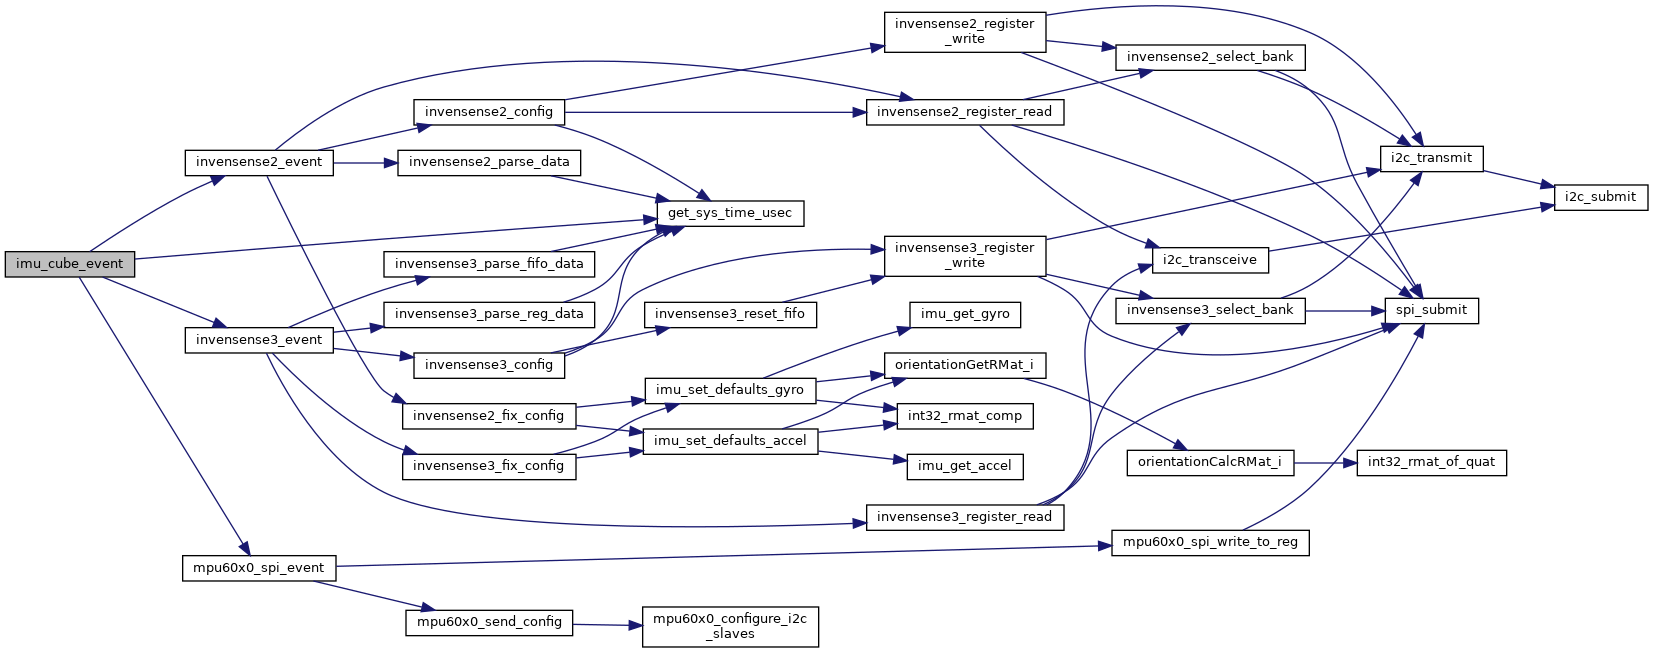 imu_cube_event
invensense2_event
invensense3_event
mpu60x0_spi_event
invensense2_config
invensense2_parse_data
invensense3_parse_fifo_data
invensense3_parse_reg_data
invensense3_config
invensense2_fix_config
invensense3_fix_config
mpu60x0_send_config
get_sys_time_usec
invensense3_reset_fifo
imu_set_defaults_gyro
imu_set_defaults_accel
mpu60x0_configure_i2c
_slaves
invensense2_register
_write
invensense2_register_read
invensense3_register
_write
imu_get_gyro
orientationGetRMat_i
int32_rmat_comp
imu_get_accel
invensense3_register_read
invensense2_select_bank
i2c_transceive
invensense3_select_bank
orientationCalcRMat_i
mpu60x0_spi_write_to_reg
i2c_transmit
spi_submit
int32_rmat_of_quat
i2c_submit